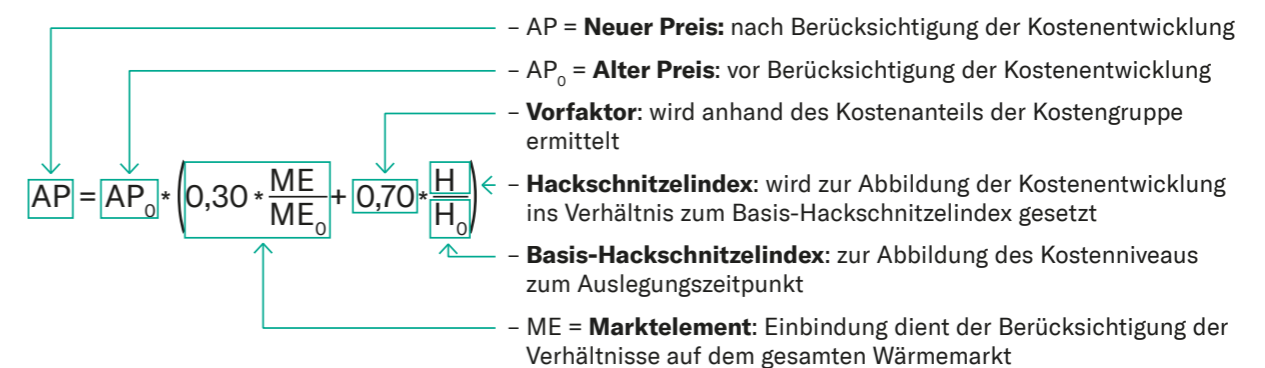 – AP = Neuer Preis: nach Berücksichtigung der Kostenentwicklung
– AP₀ = Alter Preis: vor Berücksichtigung der Kostenentwicklung
– Vorfaktor: wird anhand des Kostenanteils der Kostengruppe
ermittelt
AP = AP₀ * (0,30 * ME/ME₀ + 0,70 * H/H₀)
– Hackschnitzelindex: wird zur Abbildung der Kostenentwicklung
ins Verhältnis zum Basis-Hackschnitzelindex gesetzt
– Basis-Hackschnitzelindex: zur Abbildung des Kostenniveaus
zum Auslegungszeitpunkt
– ME = Marktelement: Einbindung dient der Berücksichtigung der
Verhältnisse auf dem gesamten Wärmemarkt